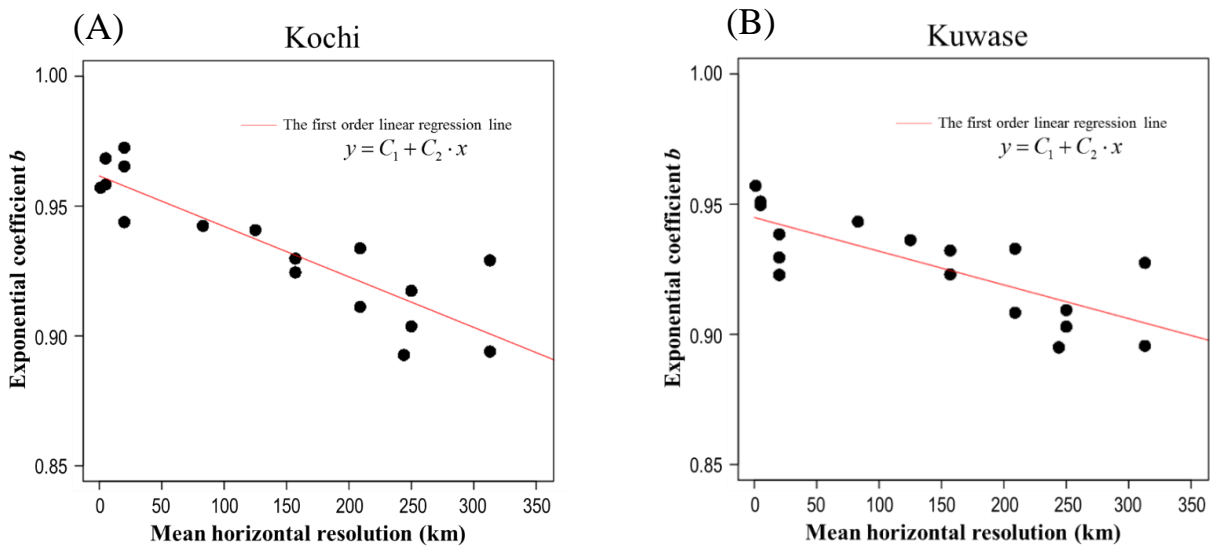 (A)
Kochi
1.00
0.95
0.90
0.85
Exponential coefficient b
The first order linear regression line
y = C₁ + C₂ · x
0 50 100 150 200 250 300 350
Mean horizontal resolution (km)
(B)
Kuwase
1.00
0.95
0.90
0.85
Exponential coefficient b
The first order linear regression line
y = C₁ + C₂ · x
0 50 100 150 200 250 300 350
Mean horizontal resolution (km)